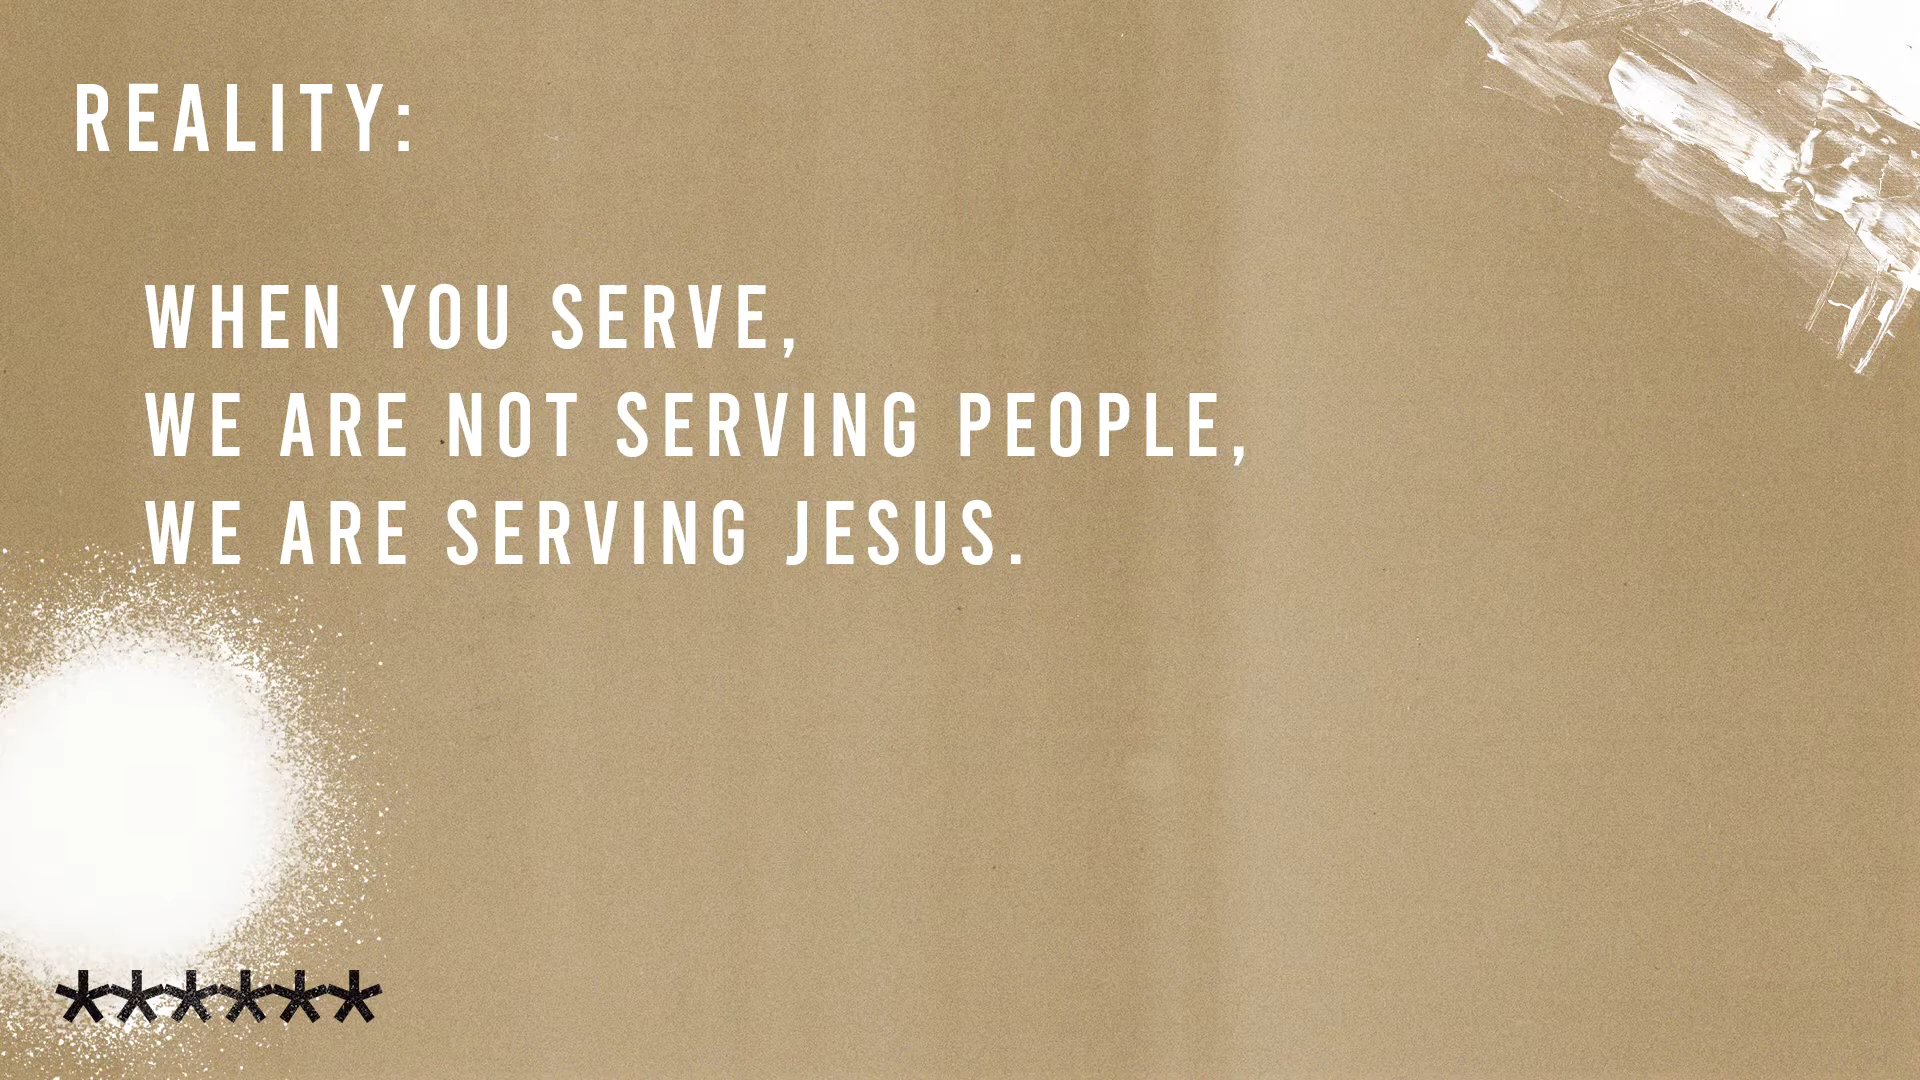 REALITY:
WHEN YOU SERVE,
WE ARE NOT SERVING PEOPLE,
WE ARE SERVING JESUS.
******